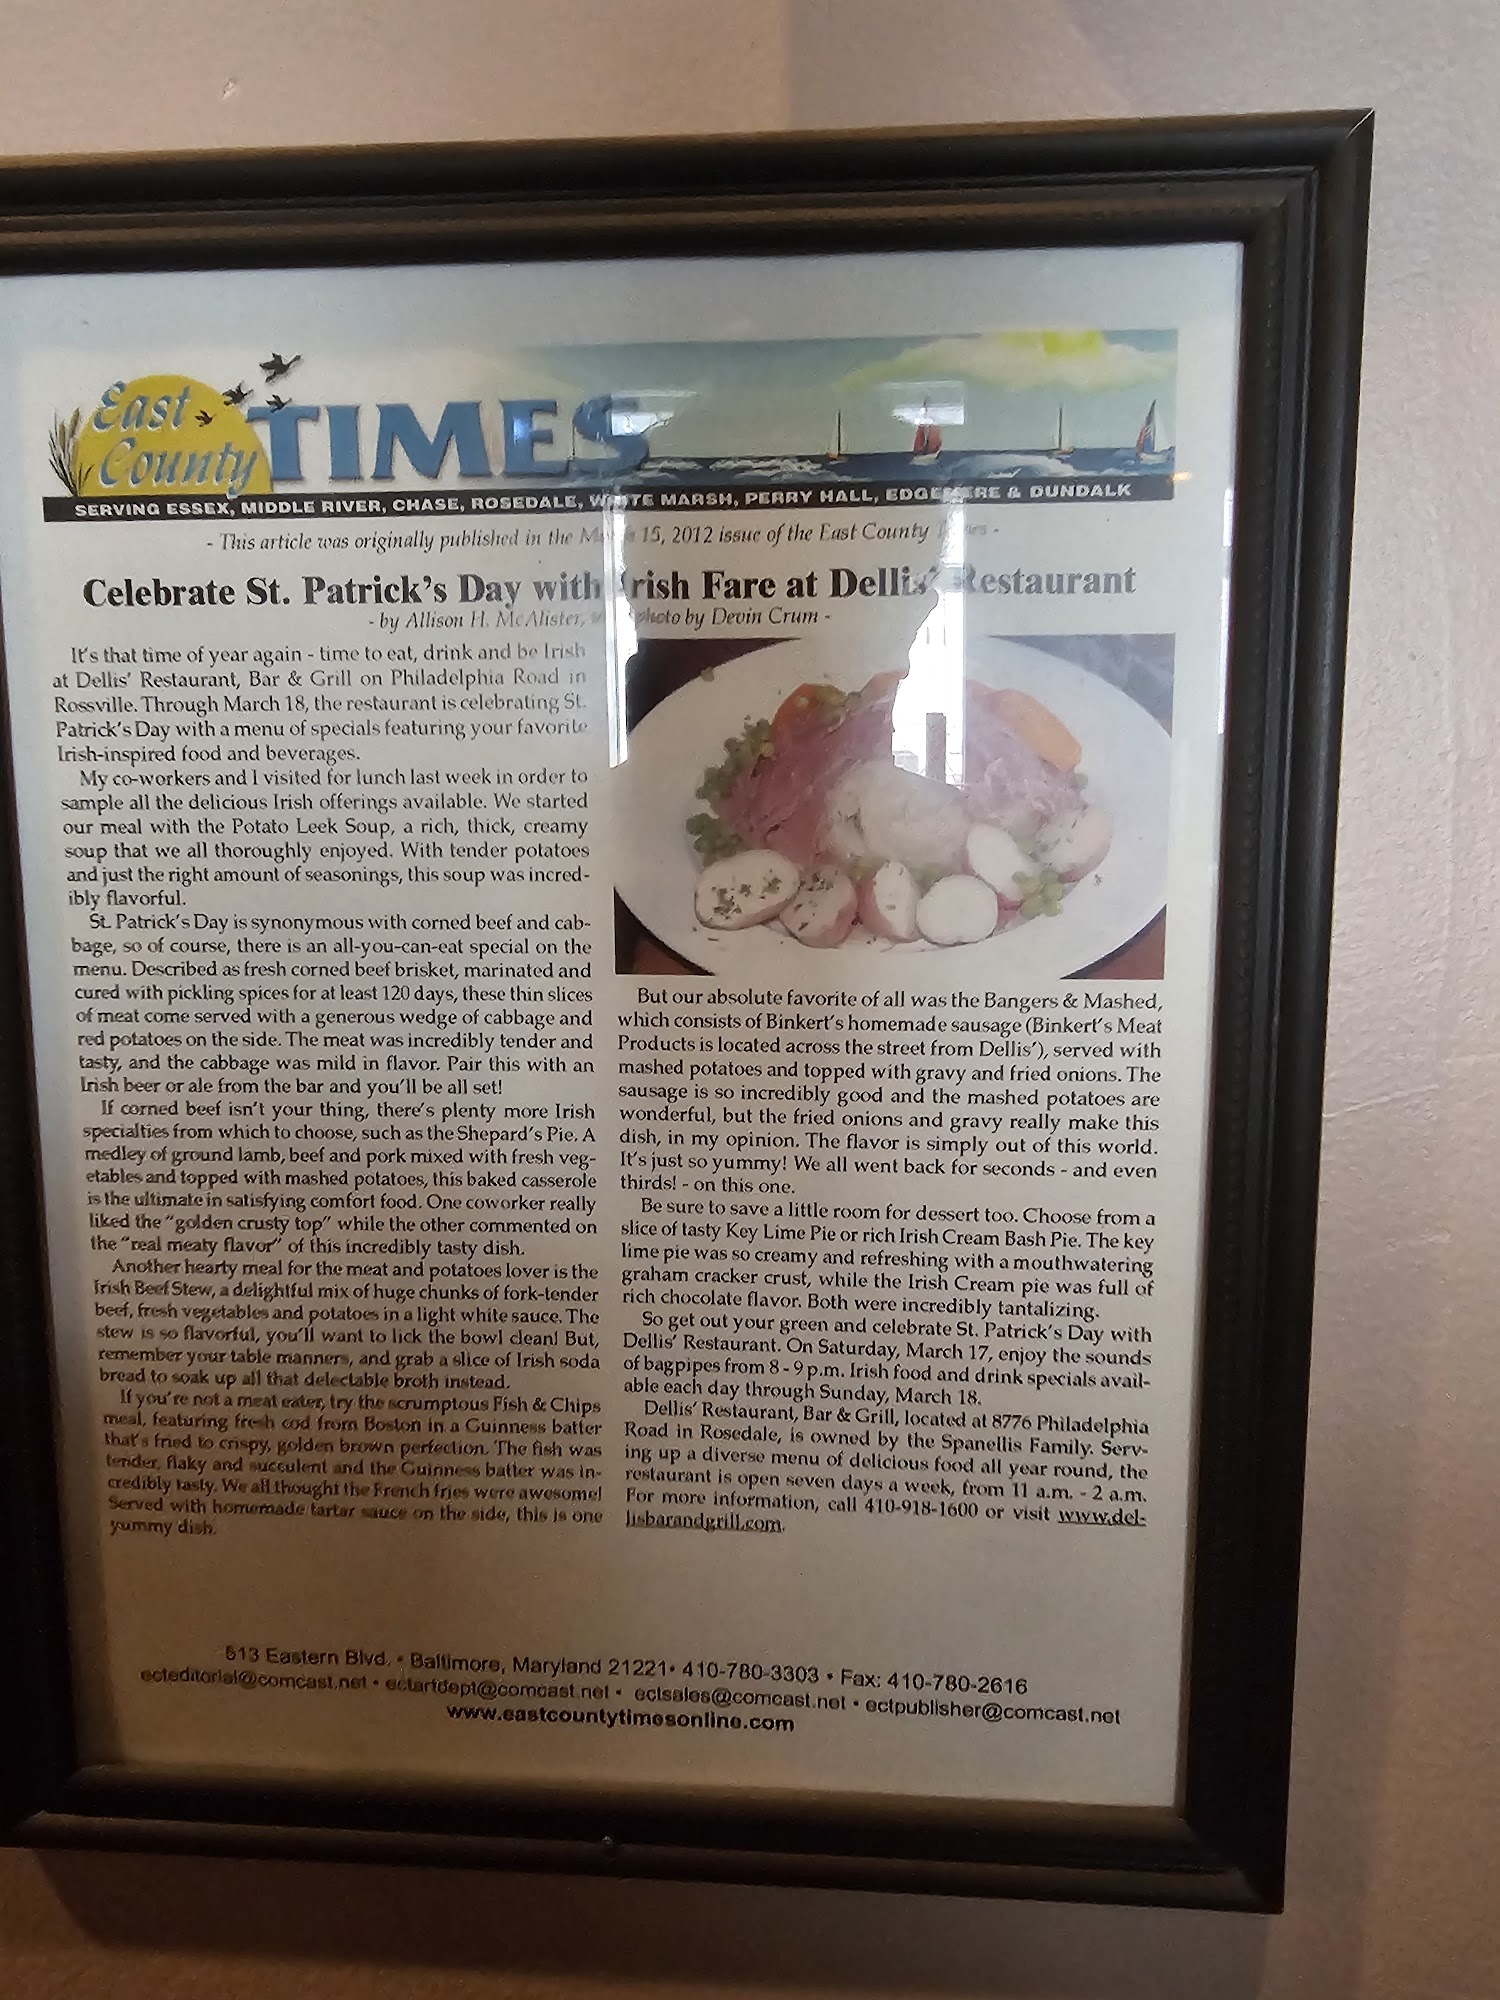 East
County
TIMES
SERVING ESSEX, MIDDLE RIVER, CHASE, ROSEDALE, WHITE MARSH, PERRY HALL, EDGEMERE & DUNDALK
- This article was originally published in the March 15, 2012 issue of the East County Times -
Celebrate St. Patrick's Day with Irish Fare at Dellis' Restaurant
- by Allison H. McAlister, photo by Devin Crum -
It's that time of year again - time to eat, drink and be Irish
at Dellis' Restaurant, Bar & Grill on Philadelphia Road in
Rossville. Through March 18, the restaurant is celebrating St.
Patrick's Day with a menu of specials featuring your favorite
Irish-inspired food and beverages.
My co-workers and I visited for lunch last week in order to
sample all the delicious Irish offerings available. We started
our meal with the Potato Leek Soup, a rich, thick, creamy
soup that we all thoroughly enjoyed. With tender potatoes
and just the right amount of seasonings, this soup was incred-
ibly flavorful.
St. Patrick's Day is synonymous with corned beef and cab-
bage, so of course, there is an all-you-can-eat special on the
menu. Described as fresh corned beef brisket, marinated and
cured with pickling spices for at least 120 days, these thin slices
of meat come served with a generous wedge of cabbage and
red potatoes on the side. The meat was incredibly tender and
tasty, and the cabbage was mild in flavor. Pair this with an
Irish beer or ale from the bar and you'll be all set!
If corned beef isn't your thing, there's plenty more Irish
specialties from which to choose, such as the Shepard's Pie. A
medley of ground lamb, beef and pork mixed with fresh veg-
etables and topped with mashed potatoes, this baked casserole
is the ultimate in satisfying comfort food. One coworker really
liked the "golden crusty top" while the other commented on
the "real meaty flavor" of this incredibly tasty dish.
Another hearty meal for the meat and potatoes lover is the
Irish Beef Stew, a delightful mix of huge chunks of fork-tender
beef, fresh vegetables and potatoes in a light white sauce. The
stew is so flavorful, you'll want to lick the bowl clean! But,
remember your table manners, and grab a slice of Irish soda
bread to soak up all that delectable broth instead.
If you're not a meat eater, try the scrumptous Fish & Chips
meal, featuring fresh cod from Boston in a Guinness batter
that's fried to crispy, golden brown perfection. The fish was
tender, flaky and succulent and the Guinness batter was in-
credibly tasty. We all thought the French fries were awesome!
Served with homemade tartar sauce on the side, this is one
yummy dish.
But our absolute favorite of all was the Bangers & Mashed,
which consists of Binkert's homemade sausage (Binkert's Meat
Products is located across the street from Dellis'), served with
mashed potatoes and topped with gravy and fried onions. The
sausage is so incredibly good and the mashed potatoes are
wonderful, but the fried onions and gravy really make this
dish, in my opinion. The flavor is simply out of this world.
It's just so yummy! We all went back for seconds - and even
thirds! - on this one.
Be sure to save a little room for dessert too. Choose from a
slice of tasty Key Lime Pie or rich Irish Cream Bash Pie. The key
lime pie was so creamy and refreshing with a mouthwatering
graham cracker crust, while the Irish Cream pie was full of
rich chocolate flavor. Both were incredibly tantalizing.
So get out your green and celebrate St. Patrick's Day with
Dellis' Restaurant. On Saturday, March 17, enjoy the sounds
of bagpipes from 8 - 9 p.m. Irish food and drink specials avail-
able each day through Sunday, March 18.
Dellis' Restaurant, Bar & Grill, located at 8776 Philadelphia
Road in Rosedale, is owned by the Spanellis Family. Serv-
ing up a diverse menu of delicious food all year round, the
restaurant is open seven days a week, from 11 a.m. - 2 a.m.
For more information, call 410-918-1600 or visit www.del-
lisbarandgrill.com.
513 Eastern Blvd. • Baltimore, Maryland 21221• 410-780-3303 • Fax: 410-780-2616
ecteditorial@comcast.net • ectartdept@comcast.net • ectsales@comcast.net • ectpublisher@comcast.net
www.eastcountytimesonline.com